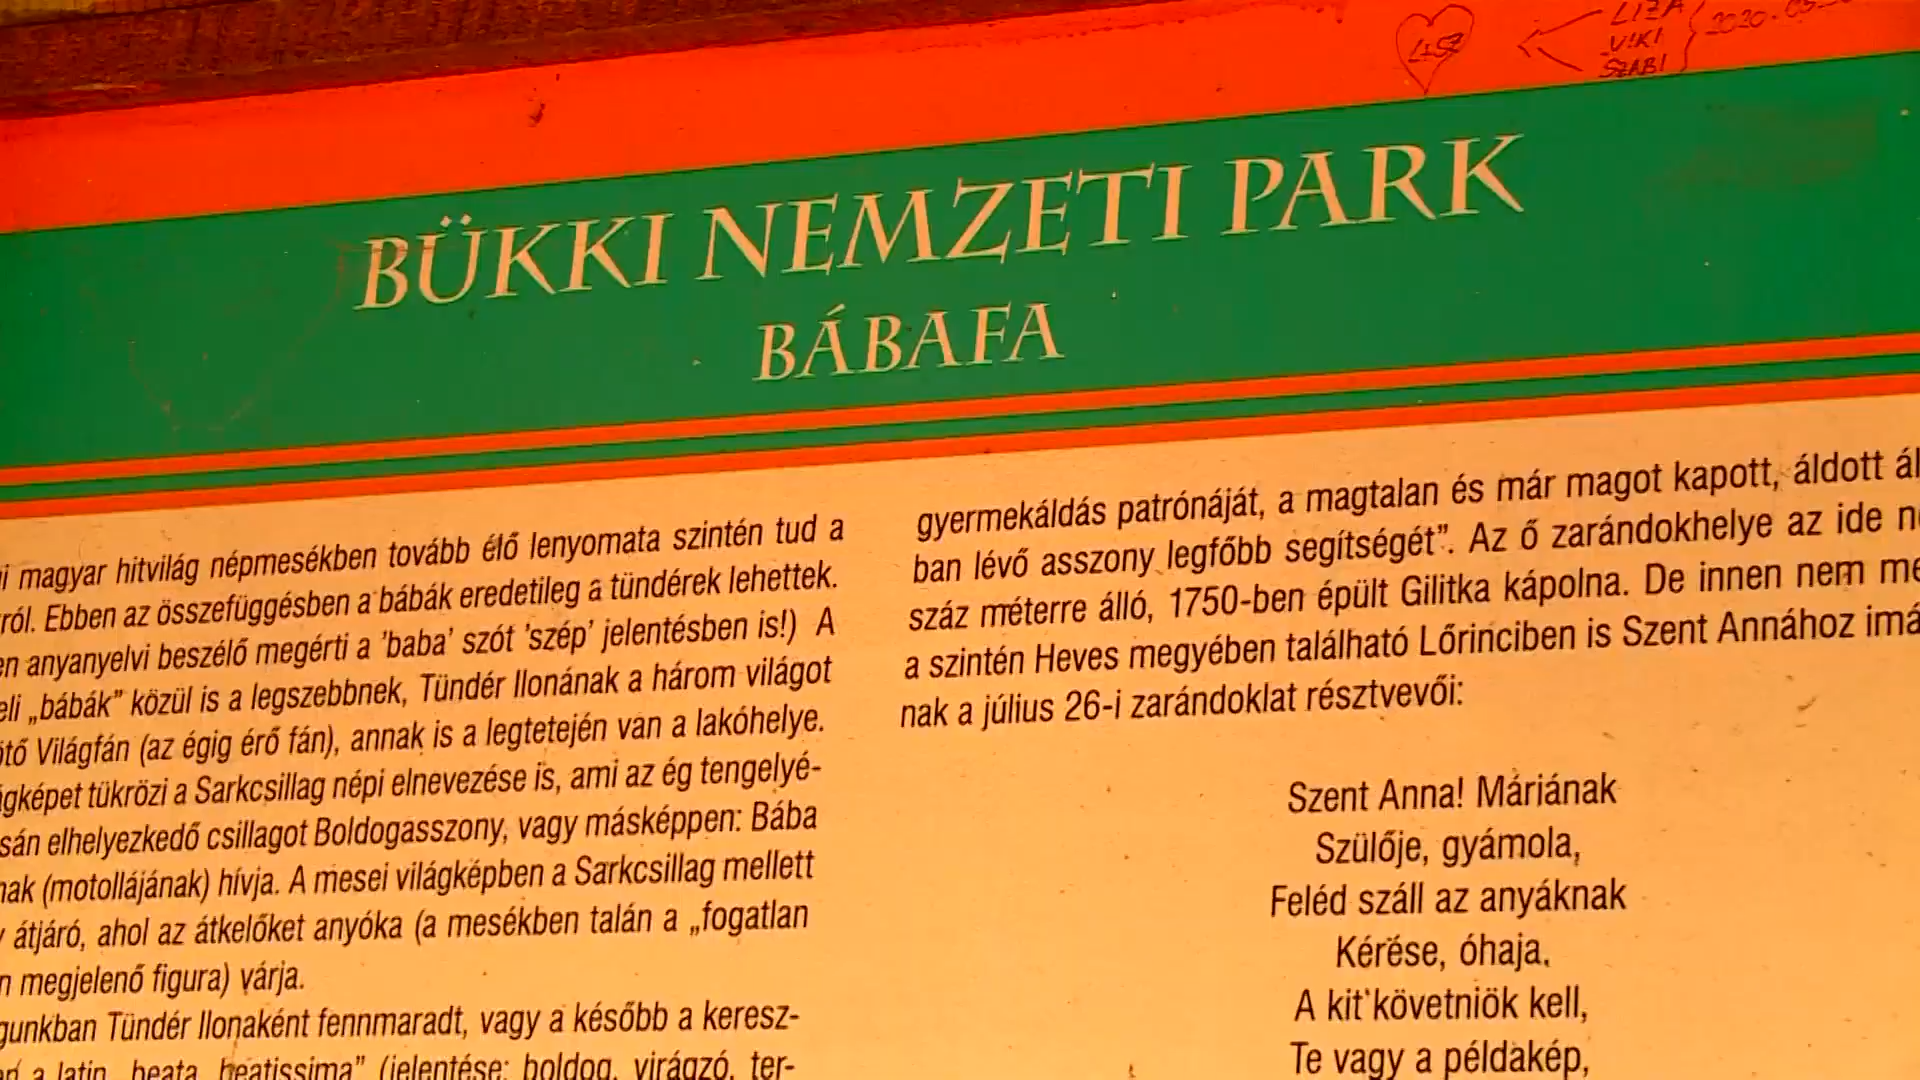 LISZ
LIZA
VIKI
SZABI
BÜKKI NEMZETI PARK
BÁBAFA
magyar hitvilág népmesékben tovább élő lenyomata szintén tud a
ról. Ebben az összefüggésben a bábák eredetileg a tündérek lehettek.
en anyanyelvi beszélő megérti a 'baba' szót 'szép' jelentésben is!) A
eli „bábák” közül is a legszebbnek, Tündér Ilonának a három világot
ötő Világfán (az égig érő fán), annak is a legtetején van a lakóhelye.
gképet tükrözi a Sarkcsillag népi elnevezése is, ami az ég tengelyé-
sán elhelyezkedő csillagot Boldogasszony, vagy másképpen: Bába
nak (motollájának) hívja. A mesei világképben a Sarkcsillag mellett
átjáró, ahol az átkelőket anyóka (a mesékben talán a „fogatlan
n megjelenő figura) várja.
gunkban Tündér Ilonaként fennmaradt, vagy a később a keresz-
a latin „beata, beatissima” (jelentése: boldog, virágzó, ter-
gyermekáldás patrónáját, a magtalan és már magot kapott, áldott ál
ban lévő asszony legfőbb segítségét”. Az ő zarándokhelye az ide n
száz méterre álló, 1750-ben épült Gilitka kápolna. De innen nem me
a szintén Heves megyében található Lőrinciben is Szent Annához imá
nak a július 26-i zarándoklat résztvevői:
Szent Anna! Máriának
Szülője, gyámola,
Feléd száll az anyáknak
Kérése, óhaja.
A kit követniök kell,
Te vagy a példakép,